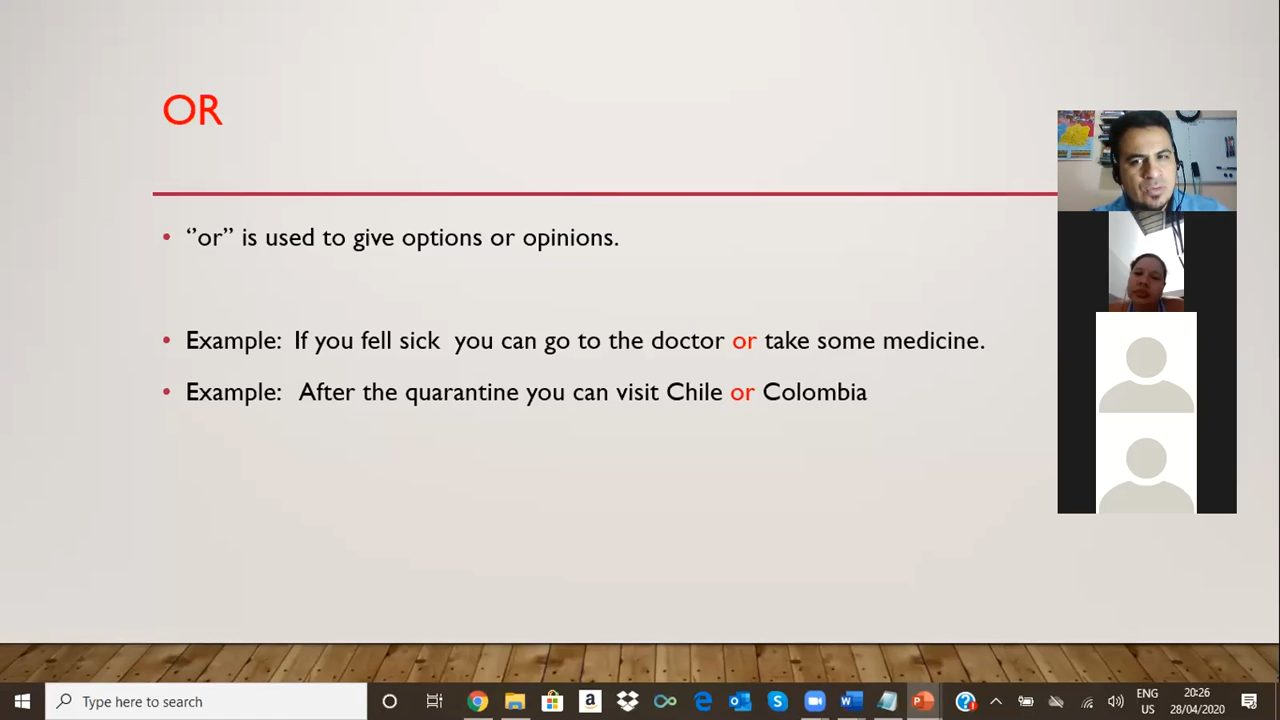 OR
‘’or’’ is used to give options or opinions.
Example: If you fell sick you can go to the doctor or take some medicine.
Example: After the quarantine you can visit Chile or Colombia
Type here to search
ENG
US
20:26
28/04/2020